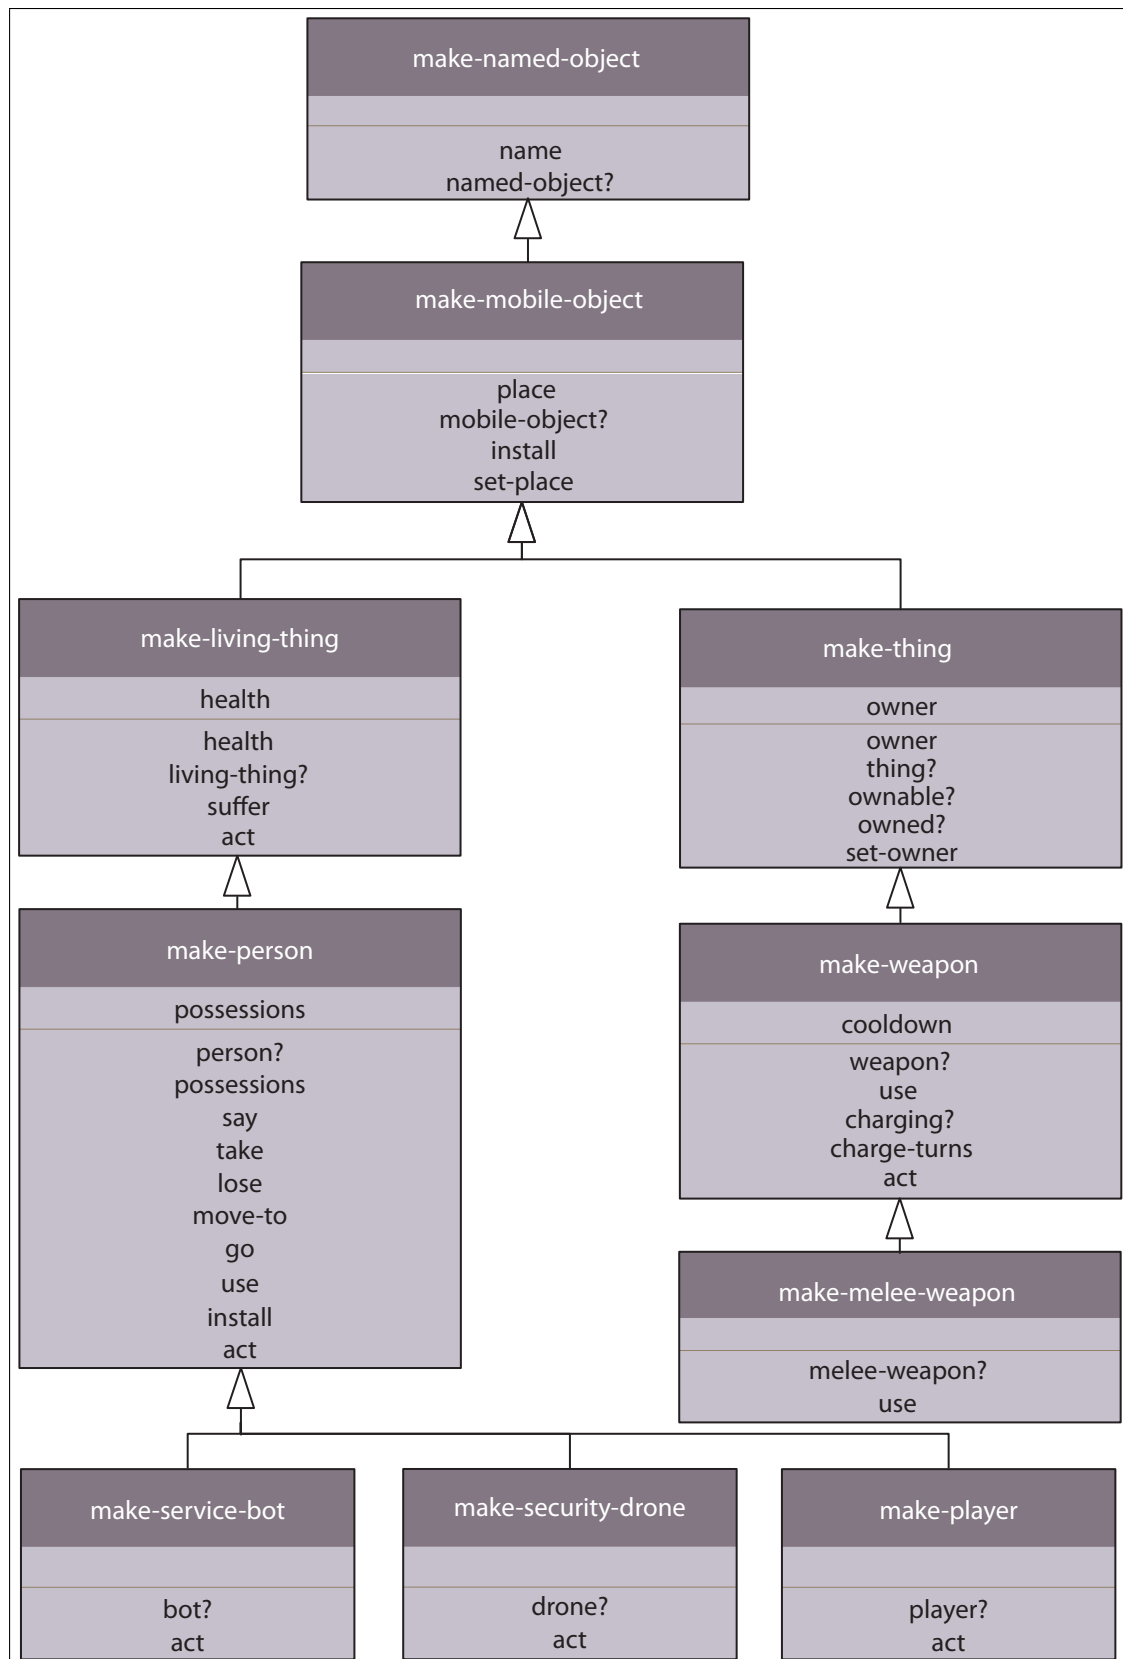 make-named-object
name
named-object?
make-mobile-object
place
mobile-object?
install
set-place
make-living-thing
health
health
living-thing?
suffer
act
make-thing
owner
owner
thing?
ownable?
owned?
set-owner
make-person
possessions
person?
possessions
say
take
lose
move-to
go
use
install
act
make-weapon
cooldown
weapon?
use
charging?
charge-turns
act
make-melee-weapon
melee-weapon?
use
make-service-bot
bot?
act
make-security-drone
drone?
act
make-player
player?
act